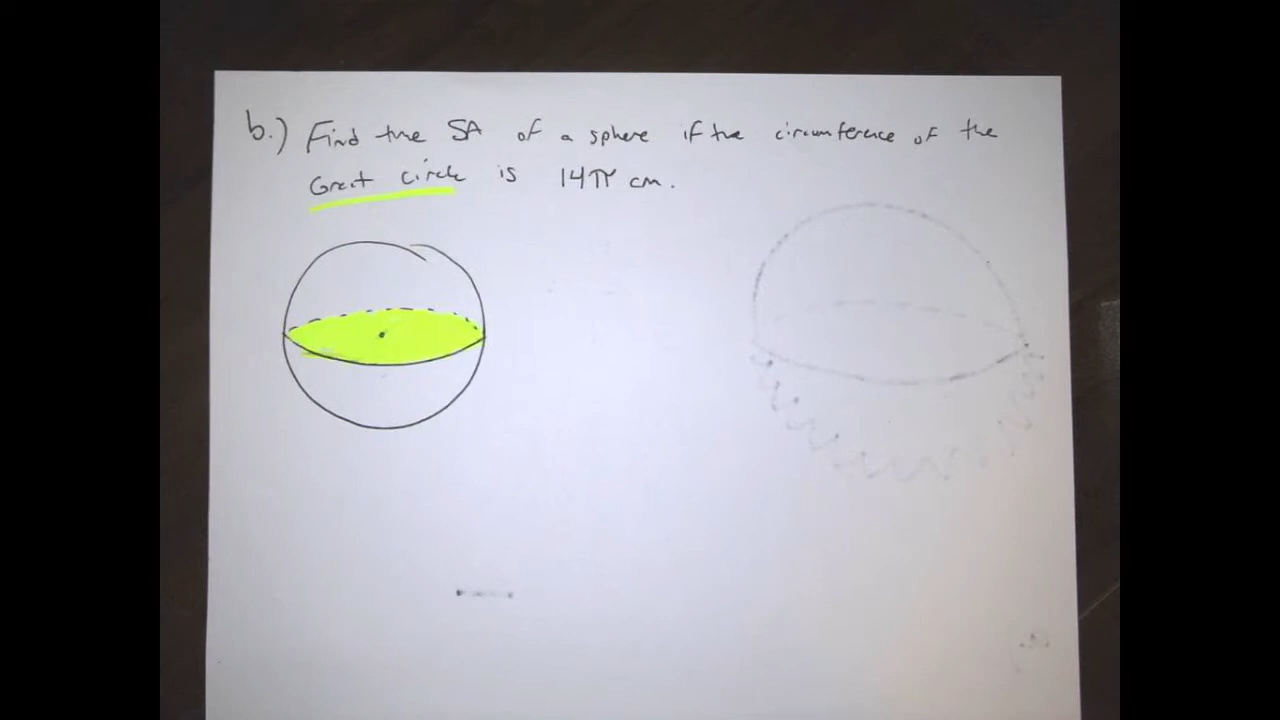 b.) Find the SA of a sphere if the circumference of the
Great circle is 14π cm.